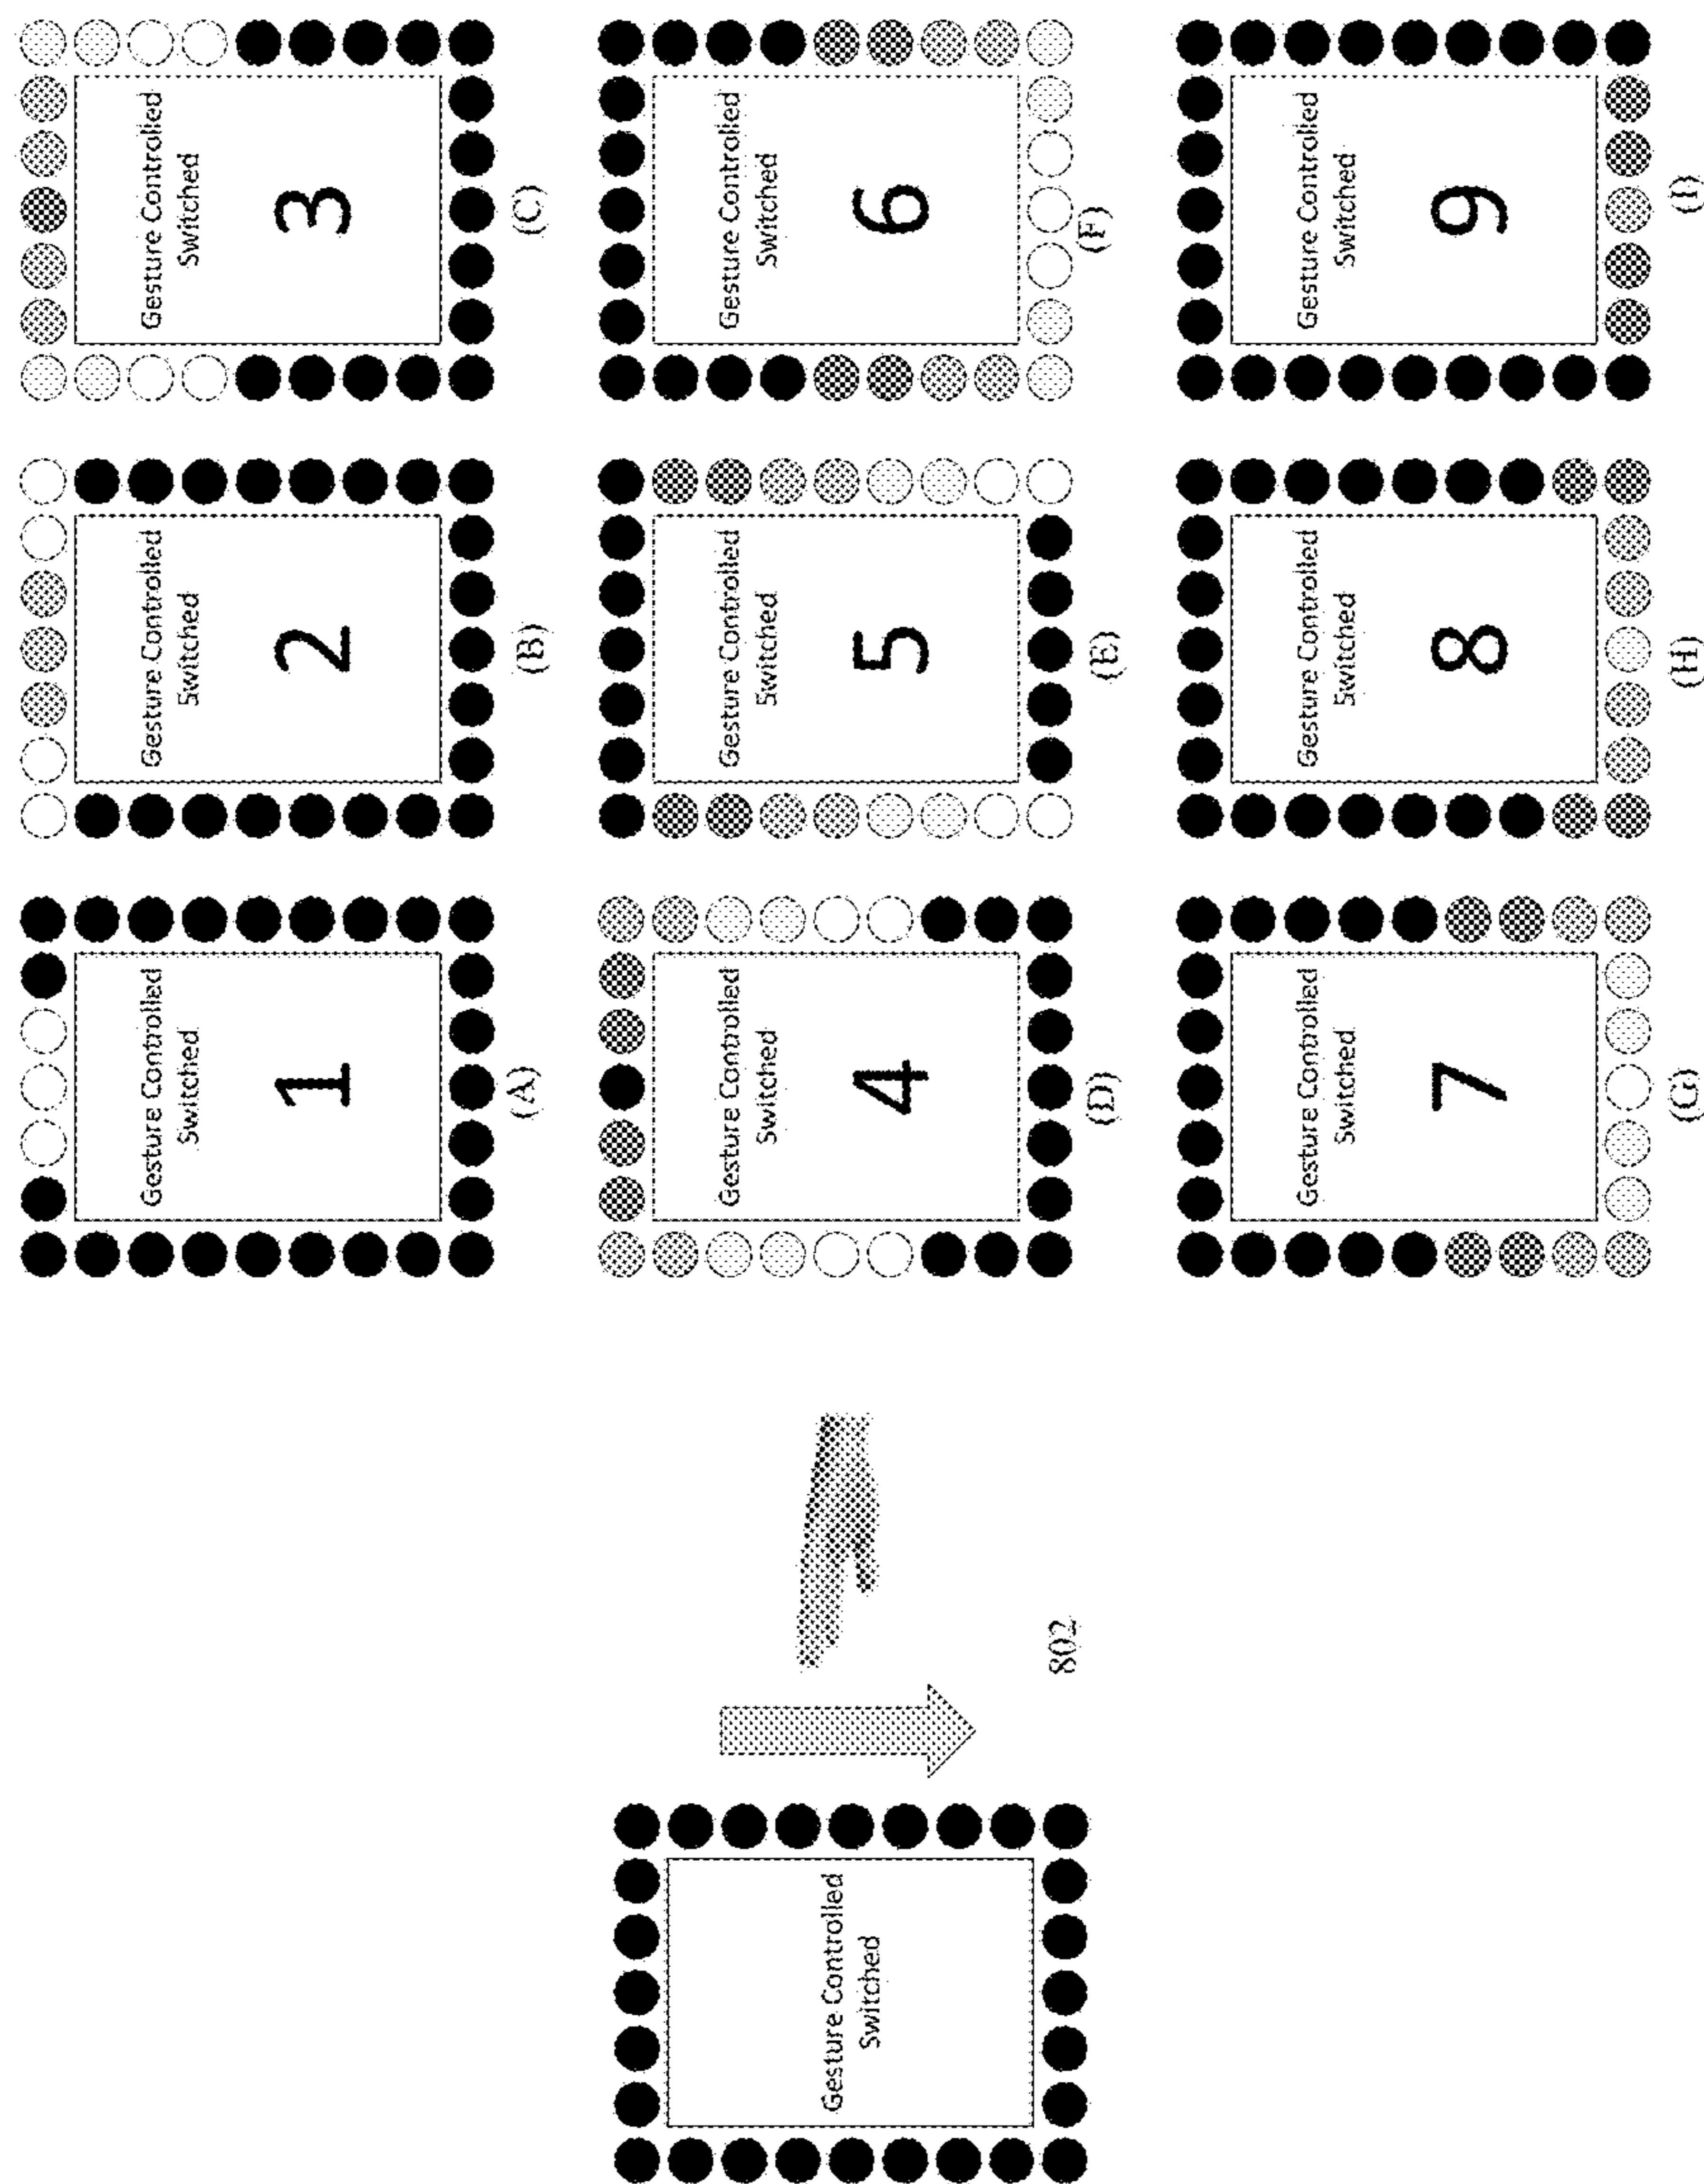 Gesture Controlled
Switched
802
Gesture Controlled
Switched
1
(A)
Gesture Controlled
Switched
2
(B)
Gesture Controlled
Switched
3
(C)
Gesture Controlled
Switched
4
(D)
Gesture Controlled
Switched
5
(E)
Gesture Controlled
Switched
6
(F)
Gesture Controlled
Switched
7
(G)
Gesture Controlled
Switched
8
(H)
Gesture Controlled
Switched
9
(I)